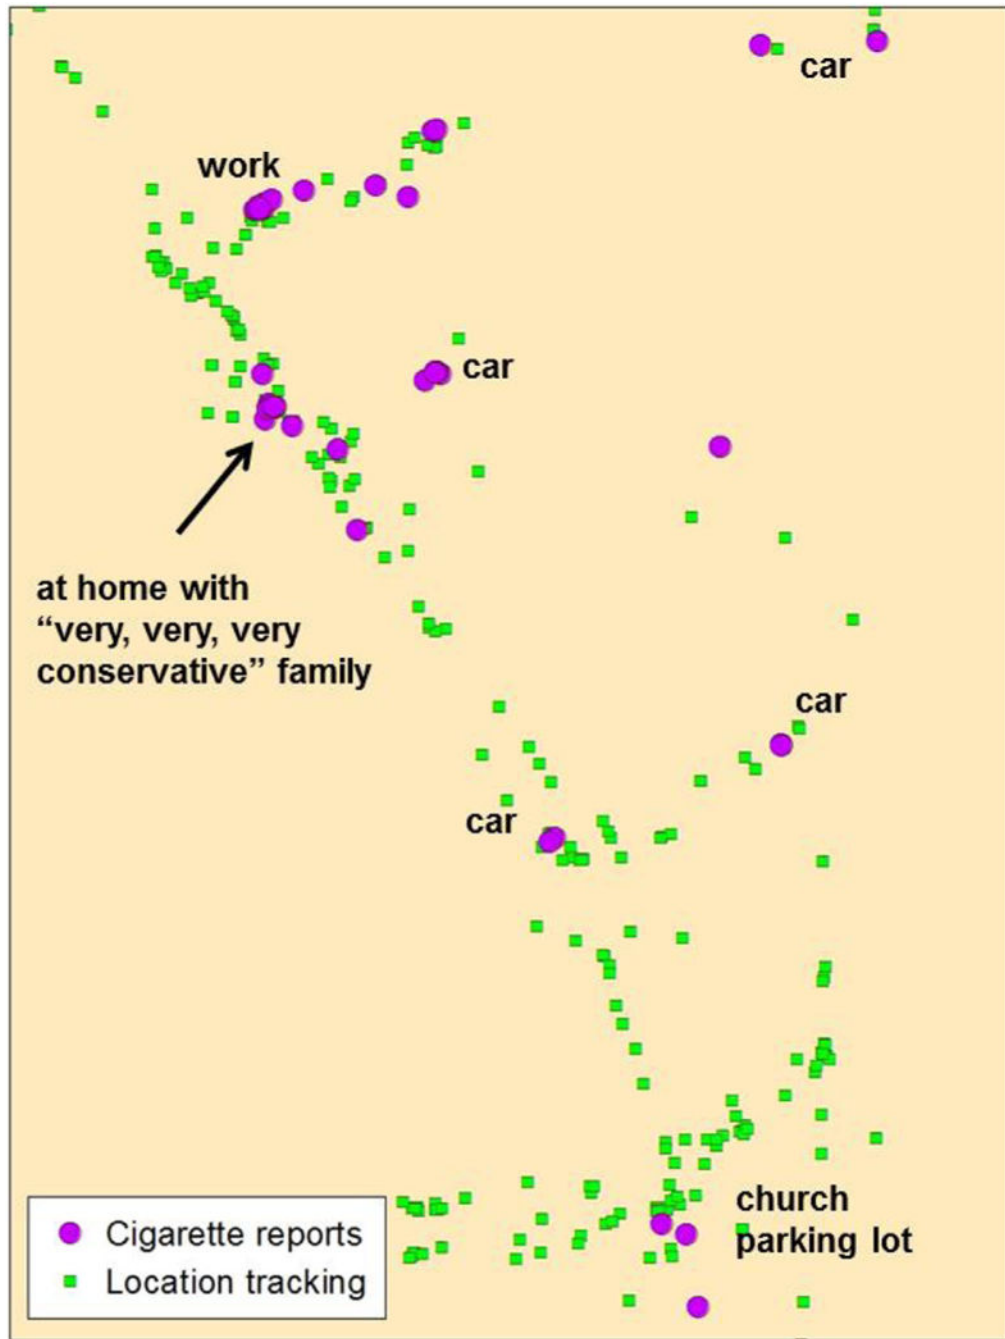 car
work
car
at home with
“very, very, very
conservative” family
car
car
church
parking lot
Cigarette reports
Location tracking